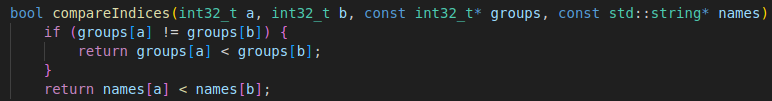 bool compareIndices(int32_t a, int32_t b, const int32_t* groups, const std::string* names)
    if (groups[a] != groups[b]) {
        return groups[a] < groups[b];
    }
    return names[a] < names[b];